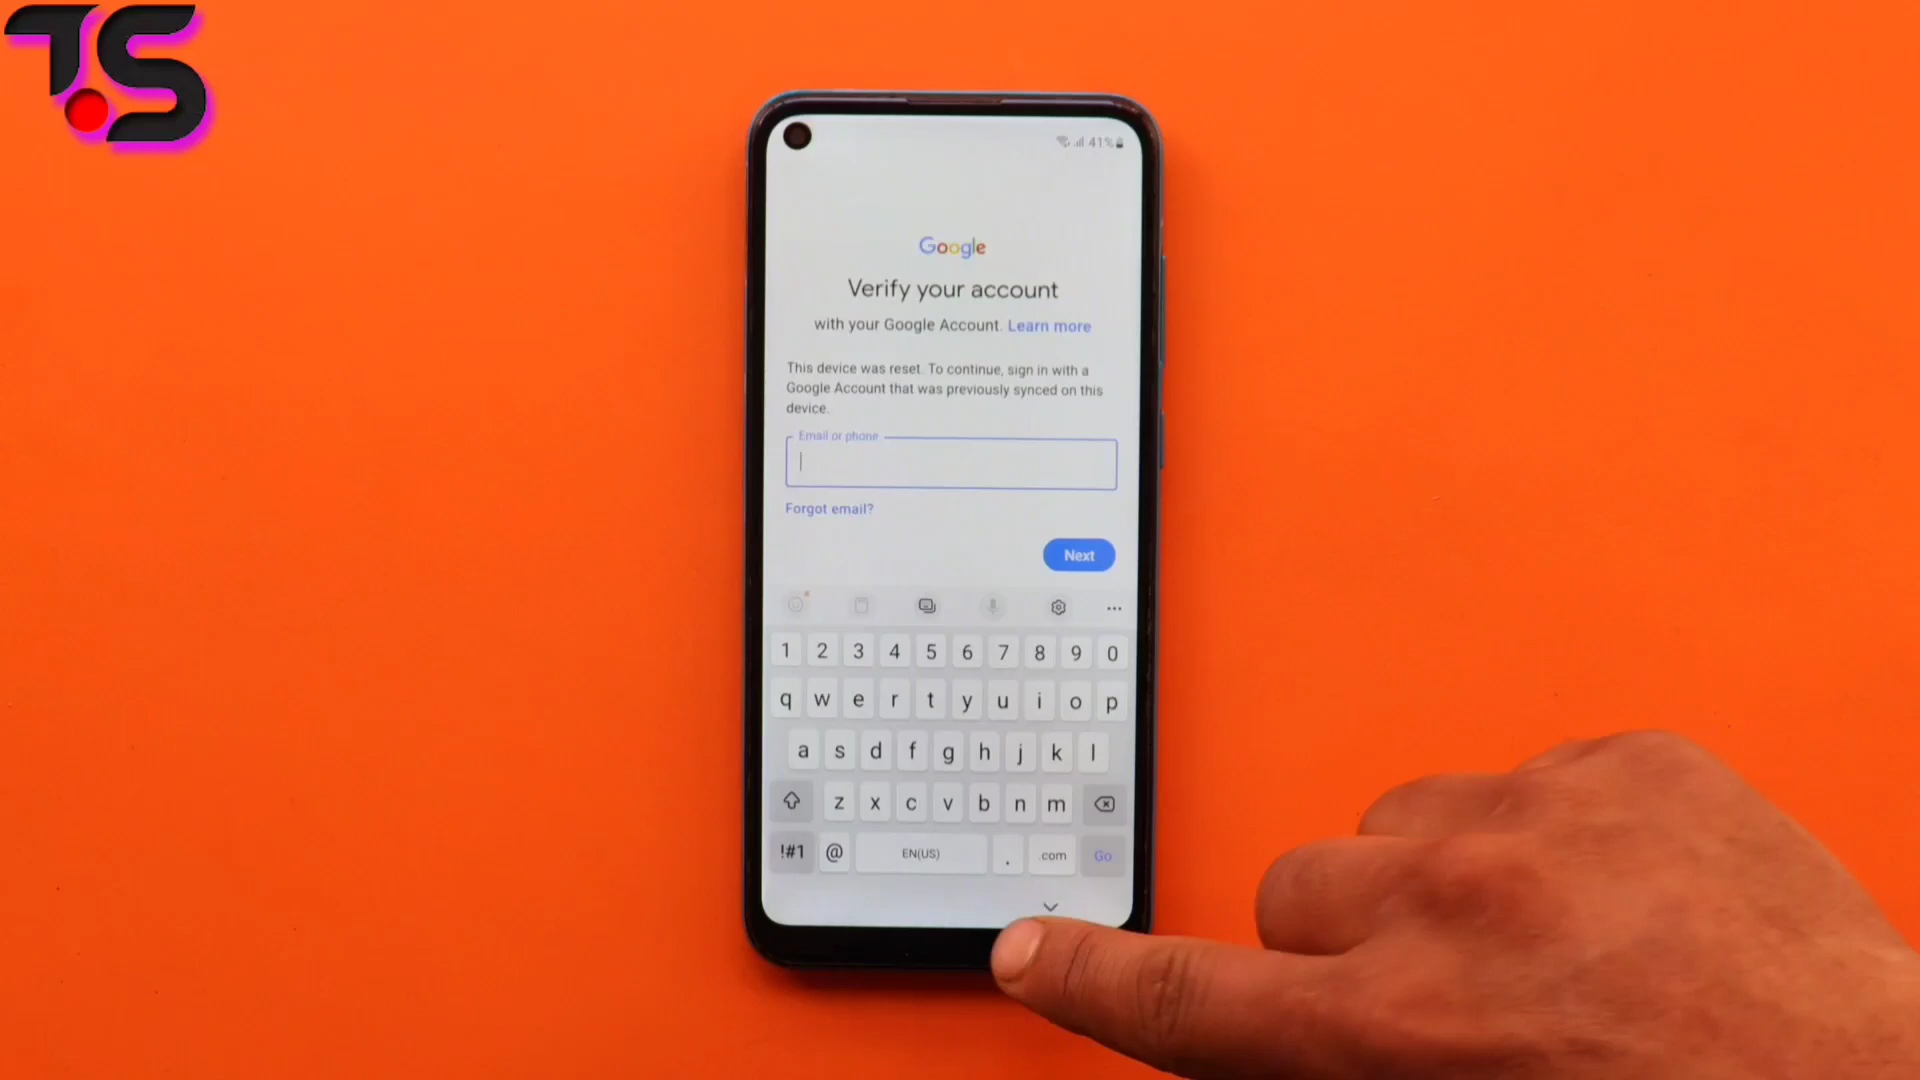 T.S
41%
Google
Verify your account
with your Google Account. Learn more
This device was reset. To continue, sign in with a
Google Account that was previously synced on this
device.
Email or phone
Forgot email?
Next
1 2 3 4 5 6 7 8 9 0
q w e r t y u i o p
a s d f g h j k l
z x c v b n m
!#1 @ EN(US) . .com Go